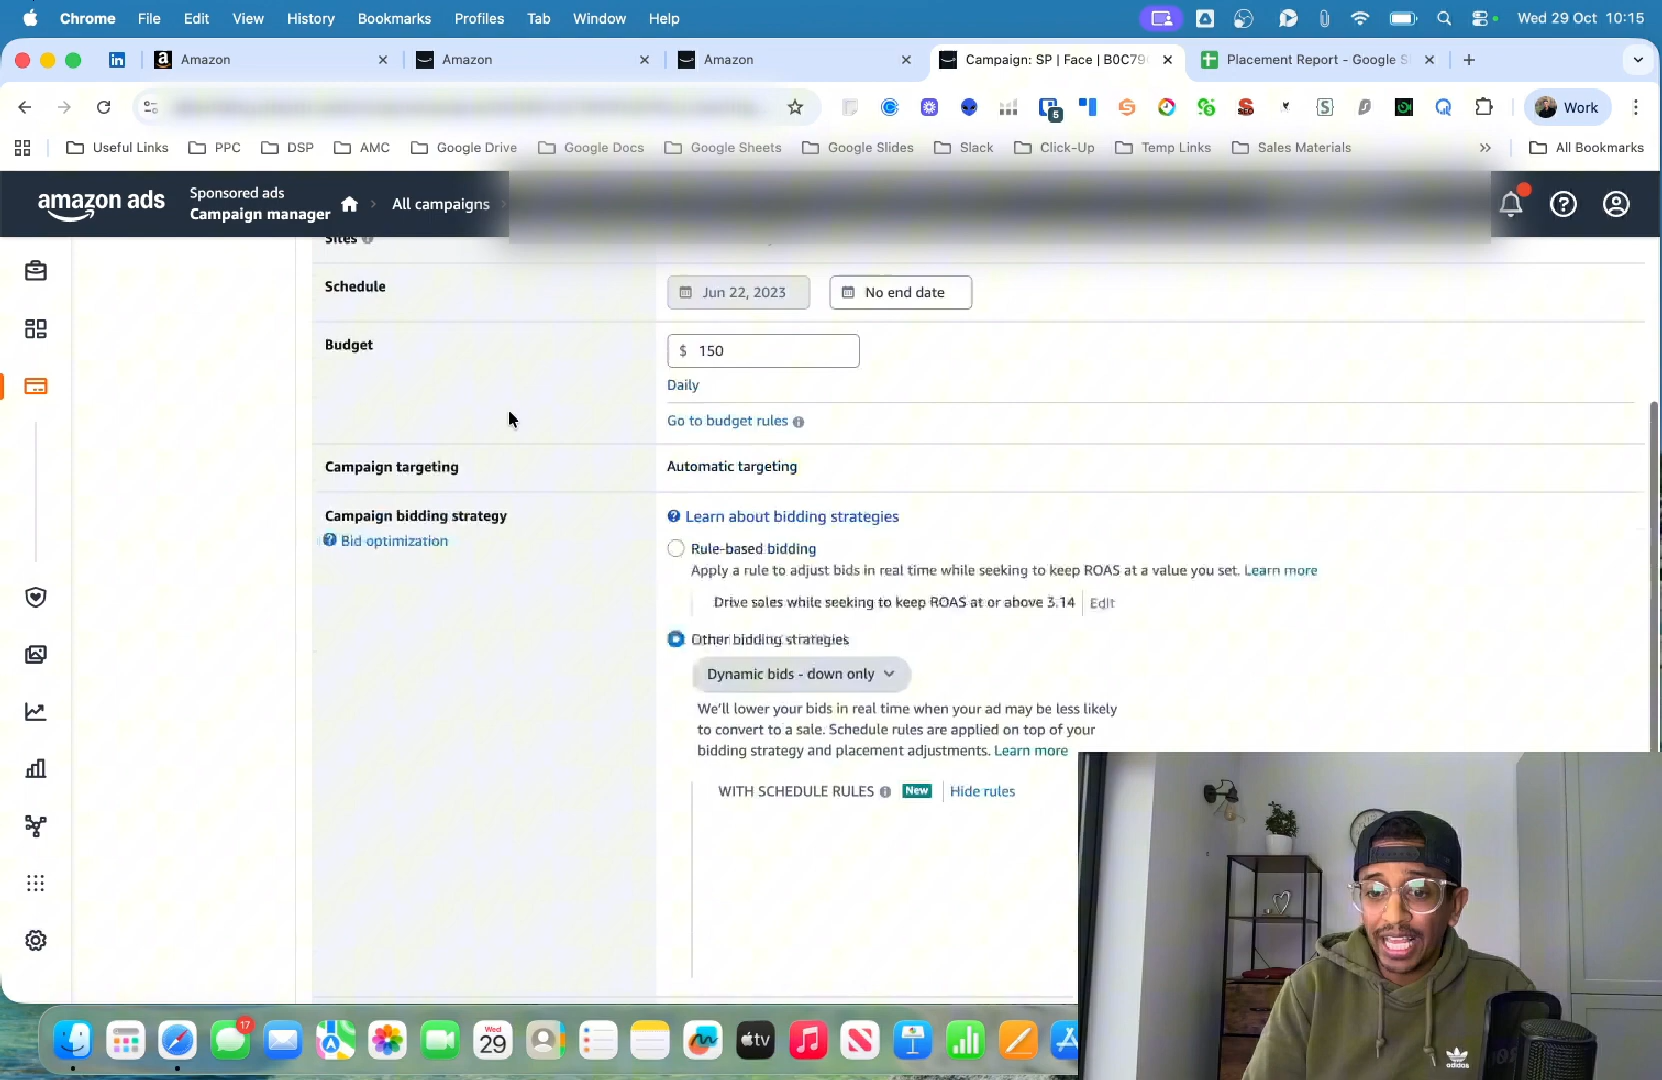 Chrome File Edit View History Bookmarks Profiles Tab Window Help Wed 29 Oct 10:15
Amazon Amazon Amazon Campaign: SP | Face | B0C79 Placement Report - Google S
5 Work
Useful Links PPC DSP AMC Google Drive Google Docs Google Sheets Google Slides Slack Click-Up Temp Links Sales Materials » All Bookmarks
amazon ads Sponsored ads
Campaign manager All campaigns
Sites
Schedule Jun 22, 2023 No end date
Budget $ 150
Daily
Go to budget rules
Campaign targeting Automatic targeting
Campaign bidding strategy Learn about bidding strategies
Bid optimization
Rule-based bidding
Apply a rule to adjust bids in real time while seeking to keep ROAS at a value you set. Learn more
Drive sales while seeking to keep ROAS at or above 3.14 Edit
Other bidding strategies
Dynamic bids - down only
We'll lower your bids in real time when your ad may be less likely
to convert to a sale. Schedule rules are applied on top of your
bidding strategy and placement adjustments. Learn more
WITH SCHEDULE RULES New Hide rules
17
Wed
29
tv
adidas